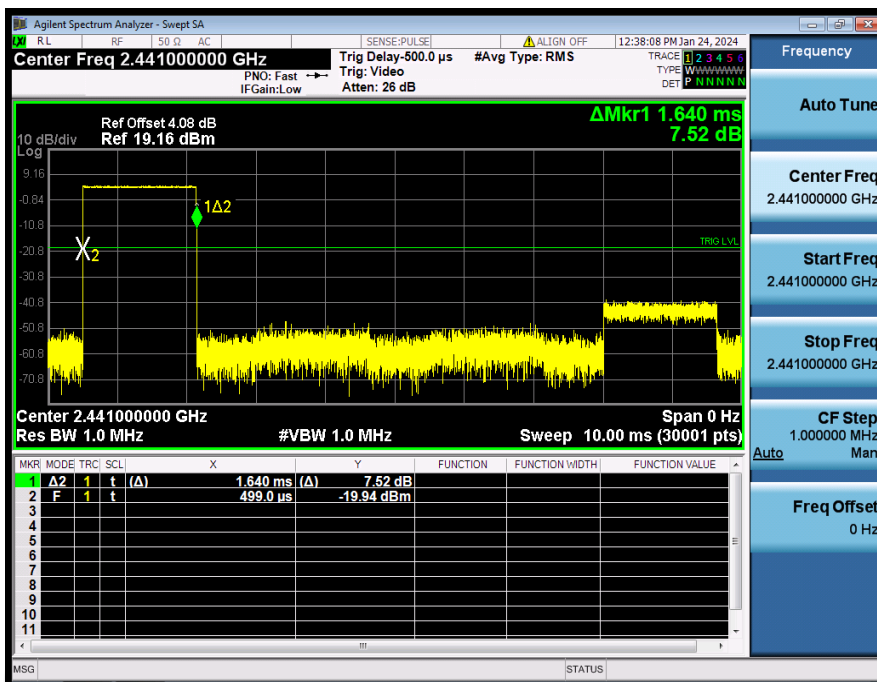 Agilent Spectrum Analyzer - Swept SA
LXI RL RF 50 Ω AC SENSE:PULSE ALIGN OFF 12:38:08 PM Jan 24, 2024
Center Freq 2.441000000 GHz
PNO: Fast
IFGain:Low
Trig Delay-500.0 µs
Trig: Video
Atten: 26 dB
#Avg Type: RMS
TRACE 1 2 3 4 5 6
TYPE WWWWWW
DET P N N N N N
ΔMkr1 1.640 ms
7.52 dB
Ref Offset 4.08 dB
10 dB/div Ref 19.16 dBm
Log
9.16
-0.84
-10.8
-20.8
-30.8
-40.8
-50.8
-60.8
-70.8
1Δ2
X2
TRIG LVL
Center 2.441000000 GHz Span 0 Hz
Res BW 1.0 MHz #VBW 1.0 MHz Sweep 10.00 ms (30001 pts)
MKR MODE TRC SCL X Y FUNCTION FUNCTION WIDTH FUNCTION VALUE
1 Δ2 1 t (Δ) 1.640 ms (Δ) 7.52 dB
2 F 1 t 499.0 µs -19.94 dBm
3
4
5
6
7
8
9
10
11
MSG STATUS
Frequency
Auto Tune
Center Freq
2.441000000 GHz
Start Freq
2.441000000 GHz
Stop Freq
2.441000000 GHz
CF Step
1.000000 MHz
Auto Man
Freq Offset
0 Hz